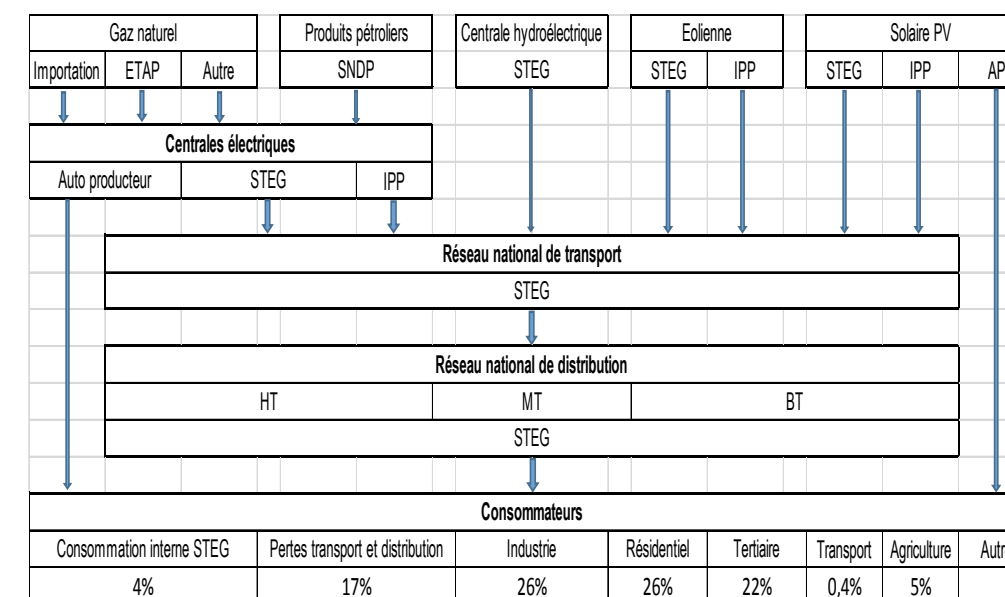 Gaz naturel Produits pétroliers Centrale hydroélectrique Eolienne Solaire PV
Importation ETAP Autre SNDP STEG STEG IPP STEG IPP AP
Centrales électriques
Auto producteur STEG IPP
Réseau national de transport
STEG
Réseau national de distribution
HT MT BT
STEG
Consommateurs
Consommation interne STEG Pertes transport et distribution Industrie Résidentiel Tertiaire Transport Agriculture Autr
4% 17% 26% 26% 22% 0,4% 5%